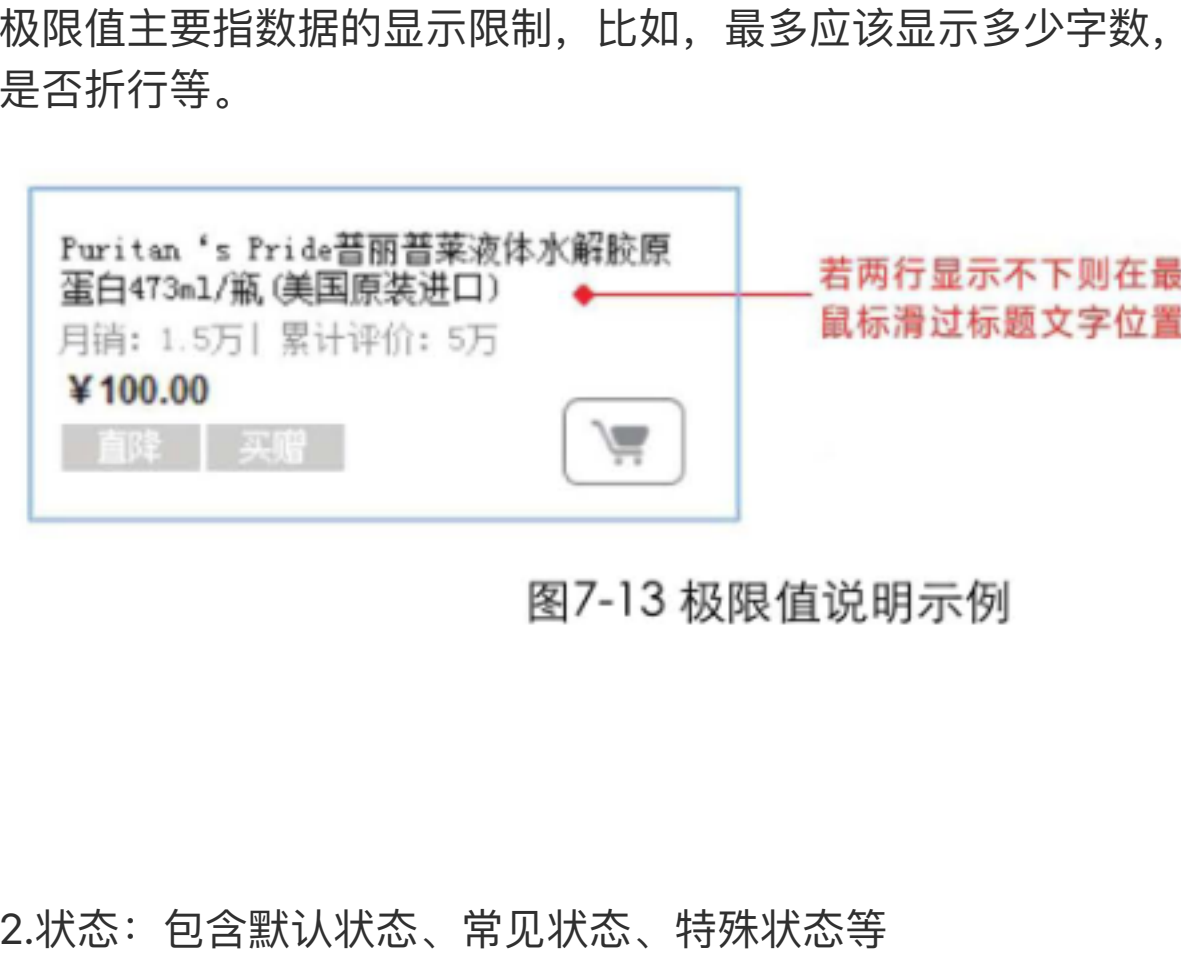 极限值主要指数据的显示限制，比如，最多应该显示多少字数，
是否折行等。
Puritan‘s Pride普丽普莱液体水解胶原
蛋白473ml/瓶(美国原装进口)
月销：1.5万| 累计评价：5万
¥100.00
直降 买赠
若两行显示不下则在最
鼠标滑过标题文字位置
图7-13 极限值说明示例
2.状态：包含默认状态、常见状态、特殊状态等